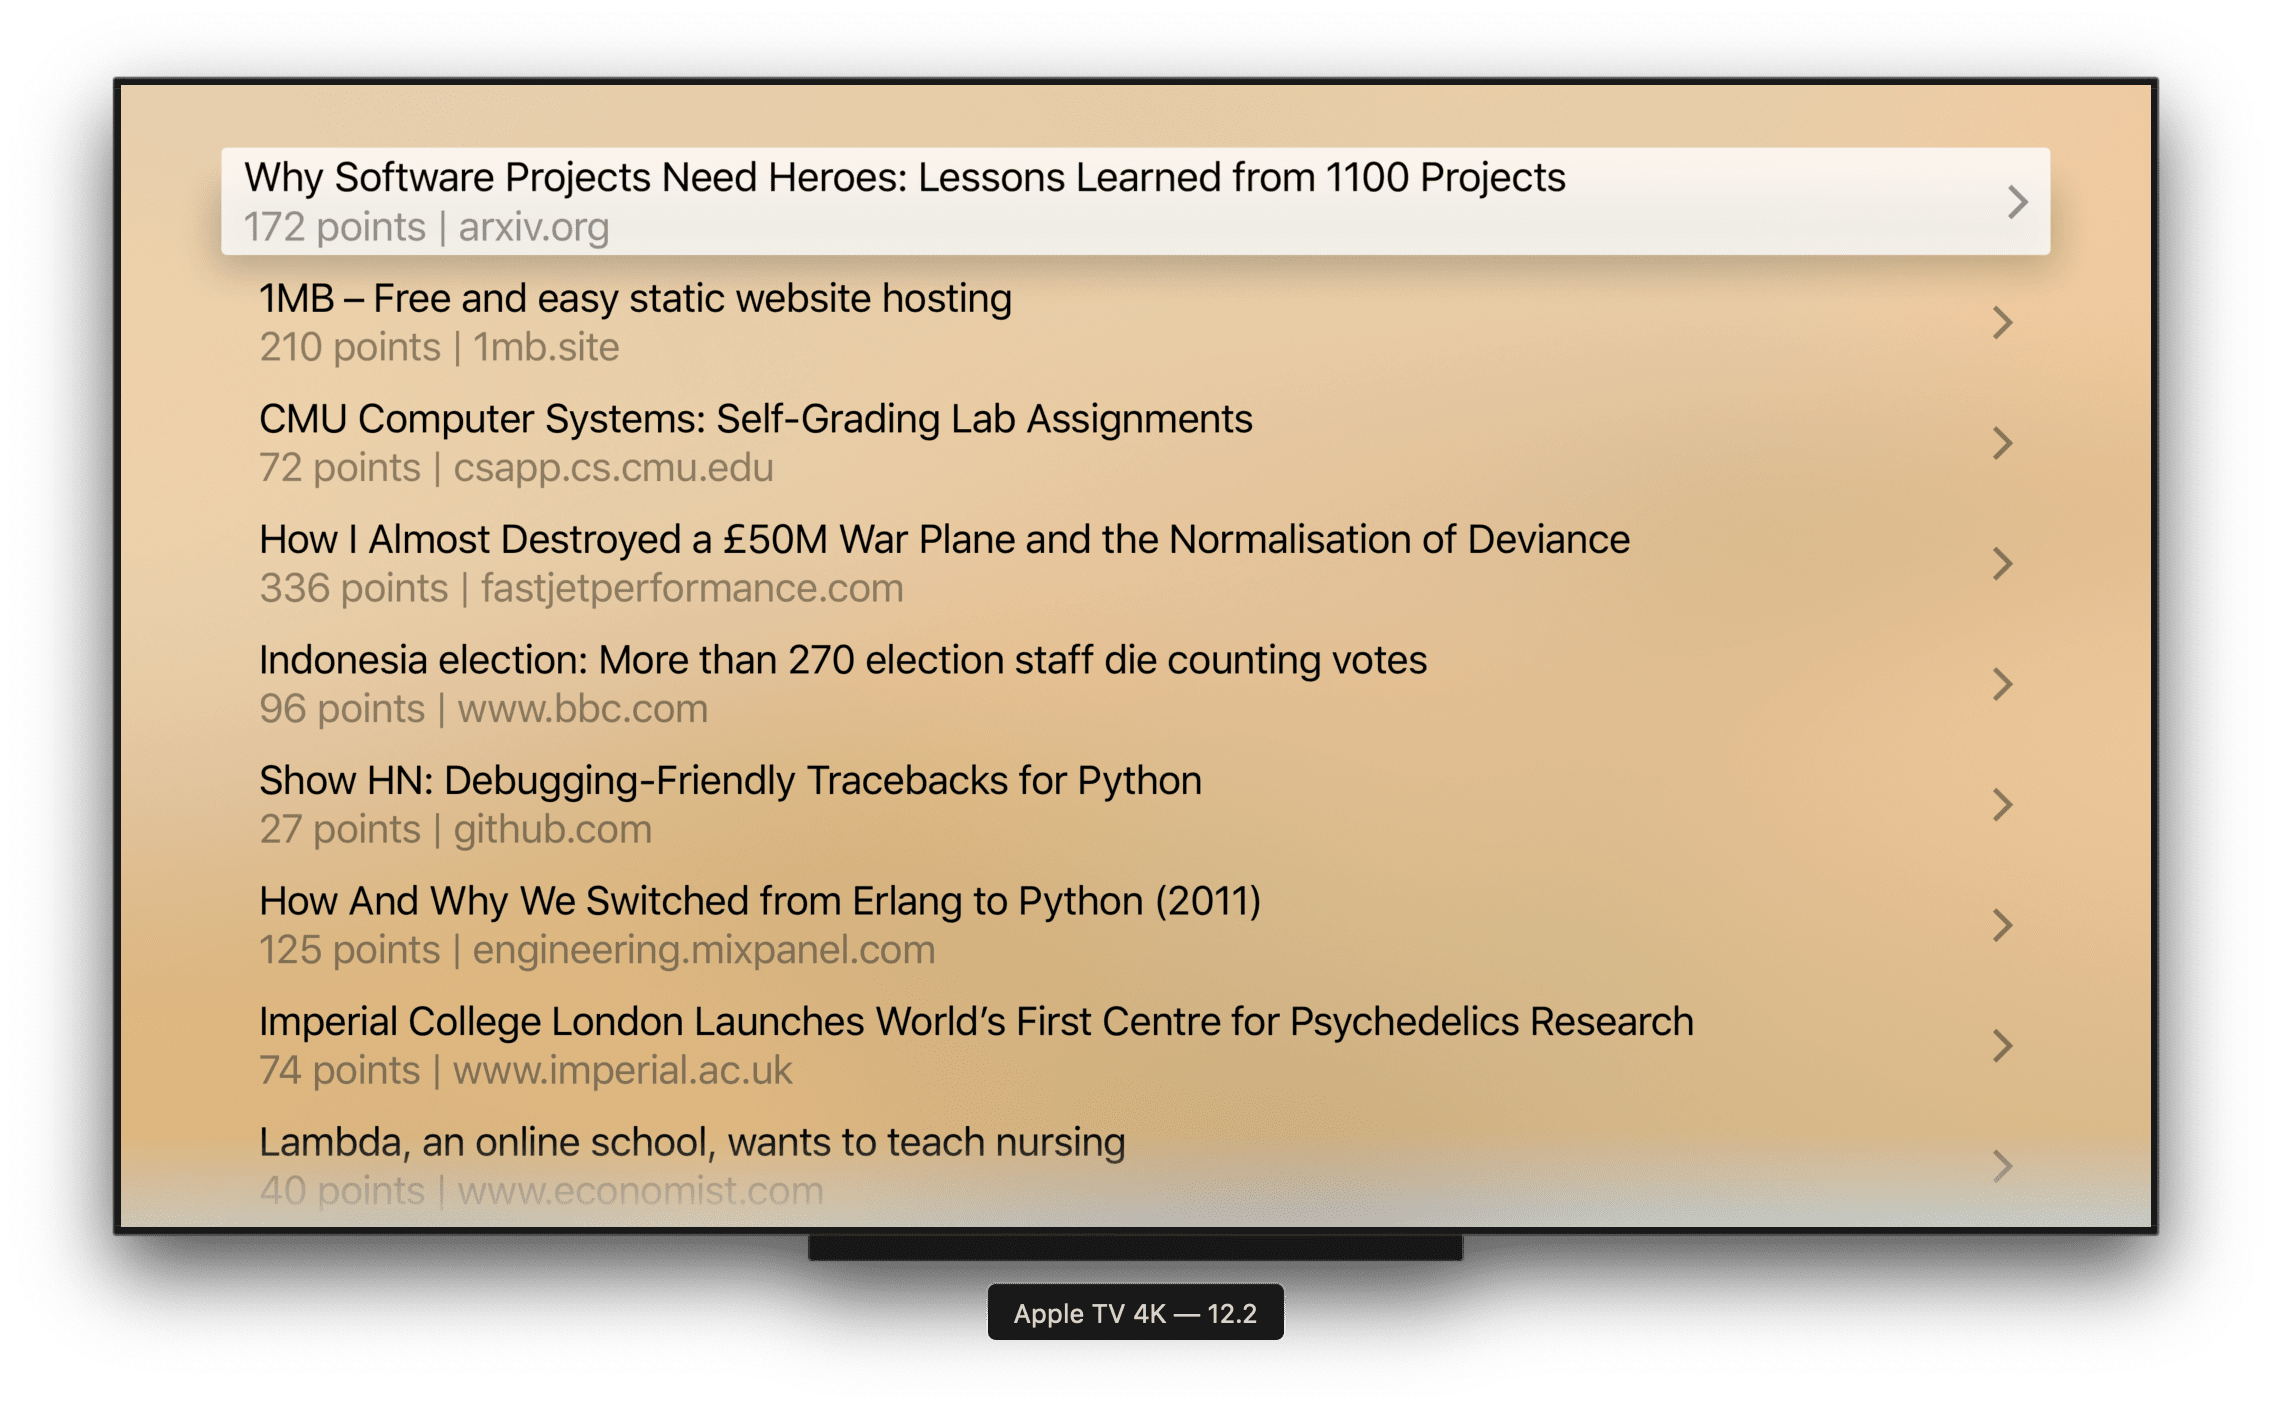 Why Software Projects Need Heroes: Lessons Learned from 1100 Projects
172 points | arxiv.org
1MB – Free and easy static website hosting
210 points | 1mb.site
CMU Computer Systems: Self-Grading Lab Assignments
72 points | csapp.cs.cmu.edu
How I Almost Destroyed a £50M War Plane and the Normalisation of Deviance
336 points | fastjetperformance.com
Indonesia election: More than 270 election staff die counting votes
96 points | www.bbc.com
Show HN: Debugging-Friendly Tracebacks for Python
27 points | github.com
How And Why We Switched from Erlang to Python (2011)
125 points | engineering.mixpanel.com
Imperial College London Launches World’s First Centre for Psychedelics Research
74 points | www.imperial.ac.uk
Lambda, an online school, wants to teach nursing
40 points | www.economist.com
Apple TV 4K — 12.2